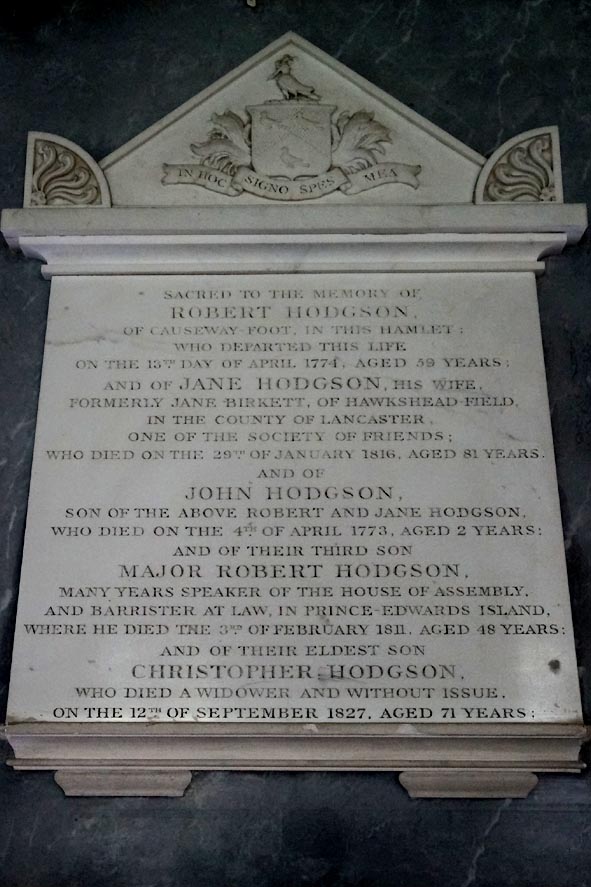 IN HOC SIGNO SPES MEA
SACRED TO THE MEMORY OF
ROBERT HODGSON,
OF CAUSEWAY-FOOT, IN THIS HAMLET:
WHO DEPARTED THIS LIFE
ON THE 13TH DAY OF APRIL 1774, AGED 59 YEARS:
AND OF JANE HODGSON, HIS WIFE,
FORMERLY JANE BIRKETT, OF HAWKSHEAD-FIELD,
IN THE COUNTY OF LANCASTER,
ONE OF THE SOCIETY OF FRIENDS;
WHO DIED ON THE 29TH OF JANUARY 1816, AGED 81 YEARS.
AND OF
JOHN HODGSON,
SON OF THE ABOVE ROBERT AND JANE HODGSON,
WHO DIED ON THE 4TH OF APRIL 1773, AGED 2 YEARS:
AND OF THEIR THIRD SON
MAJOR ROBERT HODGSON,
MANY YEARS SPEAKER OF THE HOUSE OF ASSEMBLY,
AND BARRISTER AT LAW, IN PRINCE-EDWARDS ISLAND,
WHERE HE DIED THE 3RD OF FEBRUARY 1811, AGED 48 YEARS:
AND OF THEIR ELDEST SON
CHRISTOPHER HODGSON,
WHO DIED A WIDOWER AND WITHOUT ISSUE,
ON THE 12TH OF SEPTEMBER 1827, AGED 71 YEARS: